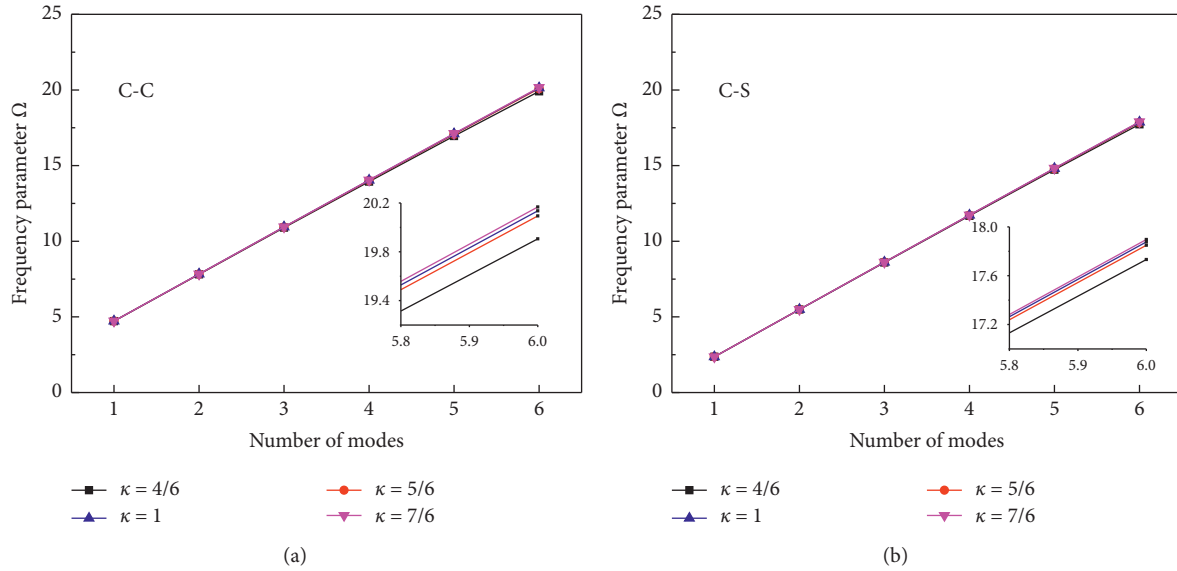 25
20
15
10
5
0
Frequency parameter Ω
C-C
20.2
19.8
19.4
5.8 5.9 6.0
1 2 3 4 5 6
Number of modes
κ = 4/6
κ = 1
κ = 5/6
κ = 7/6
(a)
25
20
15
10
5
0
Frequency parameter Ω
C-S
18.0
17.6
17.2
5.8 5.9 6.0
1 2 3 4 5 6
Number of modes
κ = 4/6
κ = 1
κ = 5/6
κ = 7/6
(b)